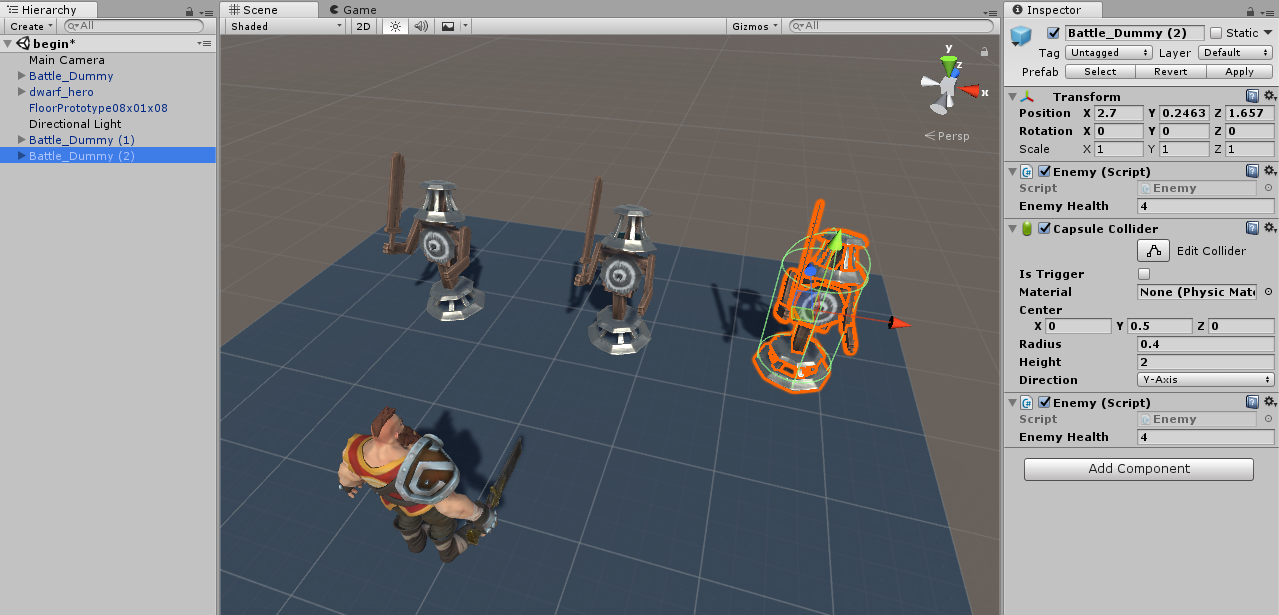 Hierarchy
Create
All
begin*
Main Camera
Battle_Dummy
dwarf_hero
FloorPrototype08x01x08
Directional Light
Battle_Dummy (1)
Battle_Dummy (2)
Scene
Game
Shaded
2D
Gizmos
All
y
z
x
Persp
Inspector
Battle_Dummy (2)
Static
Tag
Untagged
Layer
Default
Prefab
Select
Revert
Apply
Transform
Position X 2.7 Y 0.2463 Z 1.657
Rotation X 0 Y 0 Z 0
Scale X 1 Y 1 Z 1
Enemy (Script)
Script Enemy
Enemy Health 4
Capsule Collider
Edit Collider
Is Trigger
Material None (Physic Mate
Center
X 0 Y 0.5 Z 0
Radius 0.4
Height 2
Direction Y-Axis
Enemy (Script)
Script Enemy
Enemy Health 4
Add Component